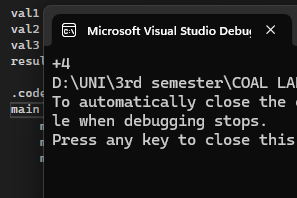 val1
val2
val3
resul
.code
main
m
m
m
m
Microsoft Visual Studio Debug
+4
D:\UNI\3rd semester\COAL LA
To automatically close the
le when debugging stops.
Press any key to close this